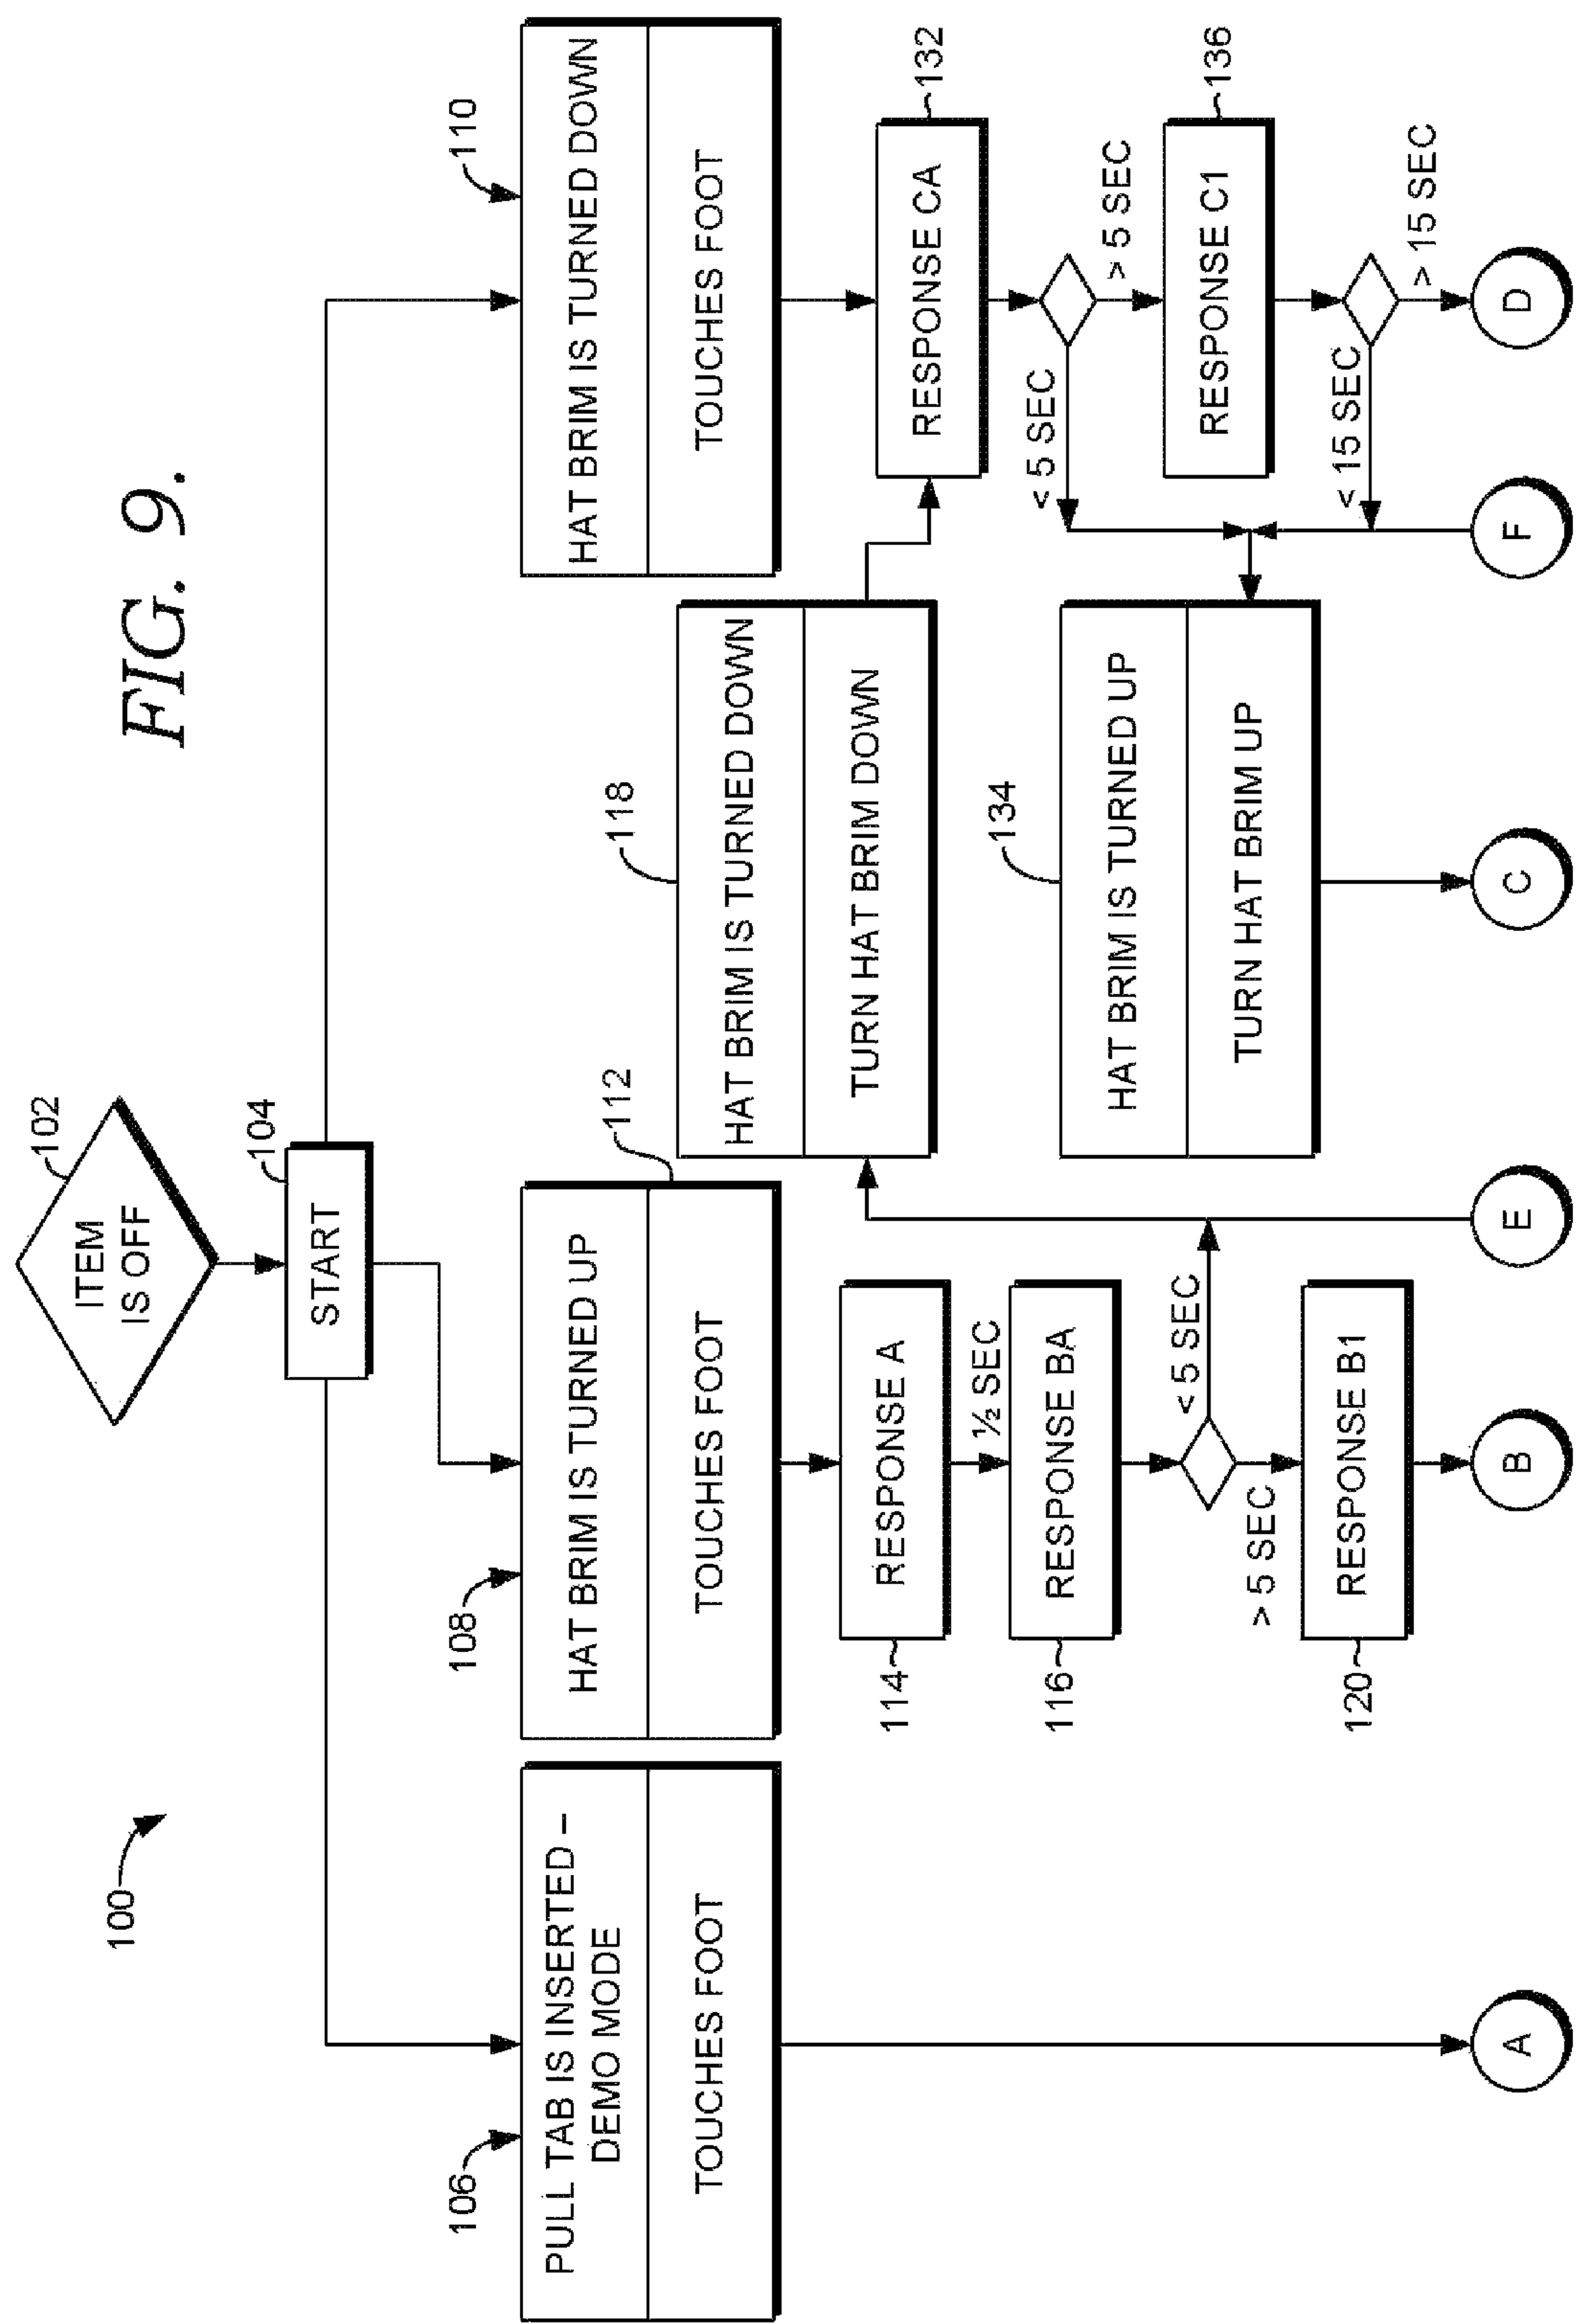 FIG. 9.
100
102
ITEM
IS OFF
104
START
106
PULL TAB IS INSERTED –
DEMO MODE
TOUCHES FOOT
108
HAT BRIM IS TURNED UP
TOUCHES FOOT
112
110
HAT BRIM IS TURNED DOWN
TOUCHES FOOT
118
HAT BRIM IS TURNED DOWN
TURN HAT BRIM DOWN
114
RESPONSE A
½ SEC
116
RESPONSE BA
< 5 SEC
> 5 SEC
120
RESPONSE B1
132
RESPONSE CA
< 5 SEC
> 5 SEC
134
HAT BRIM IS TURNED UP
TURN HAT BRIM UP
136
RESPONSE C1
< 15 SEC
> 15 SEC
A
B
E
C
F
D